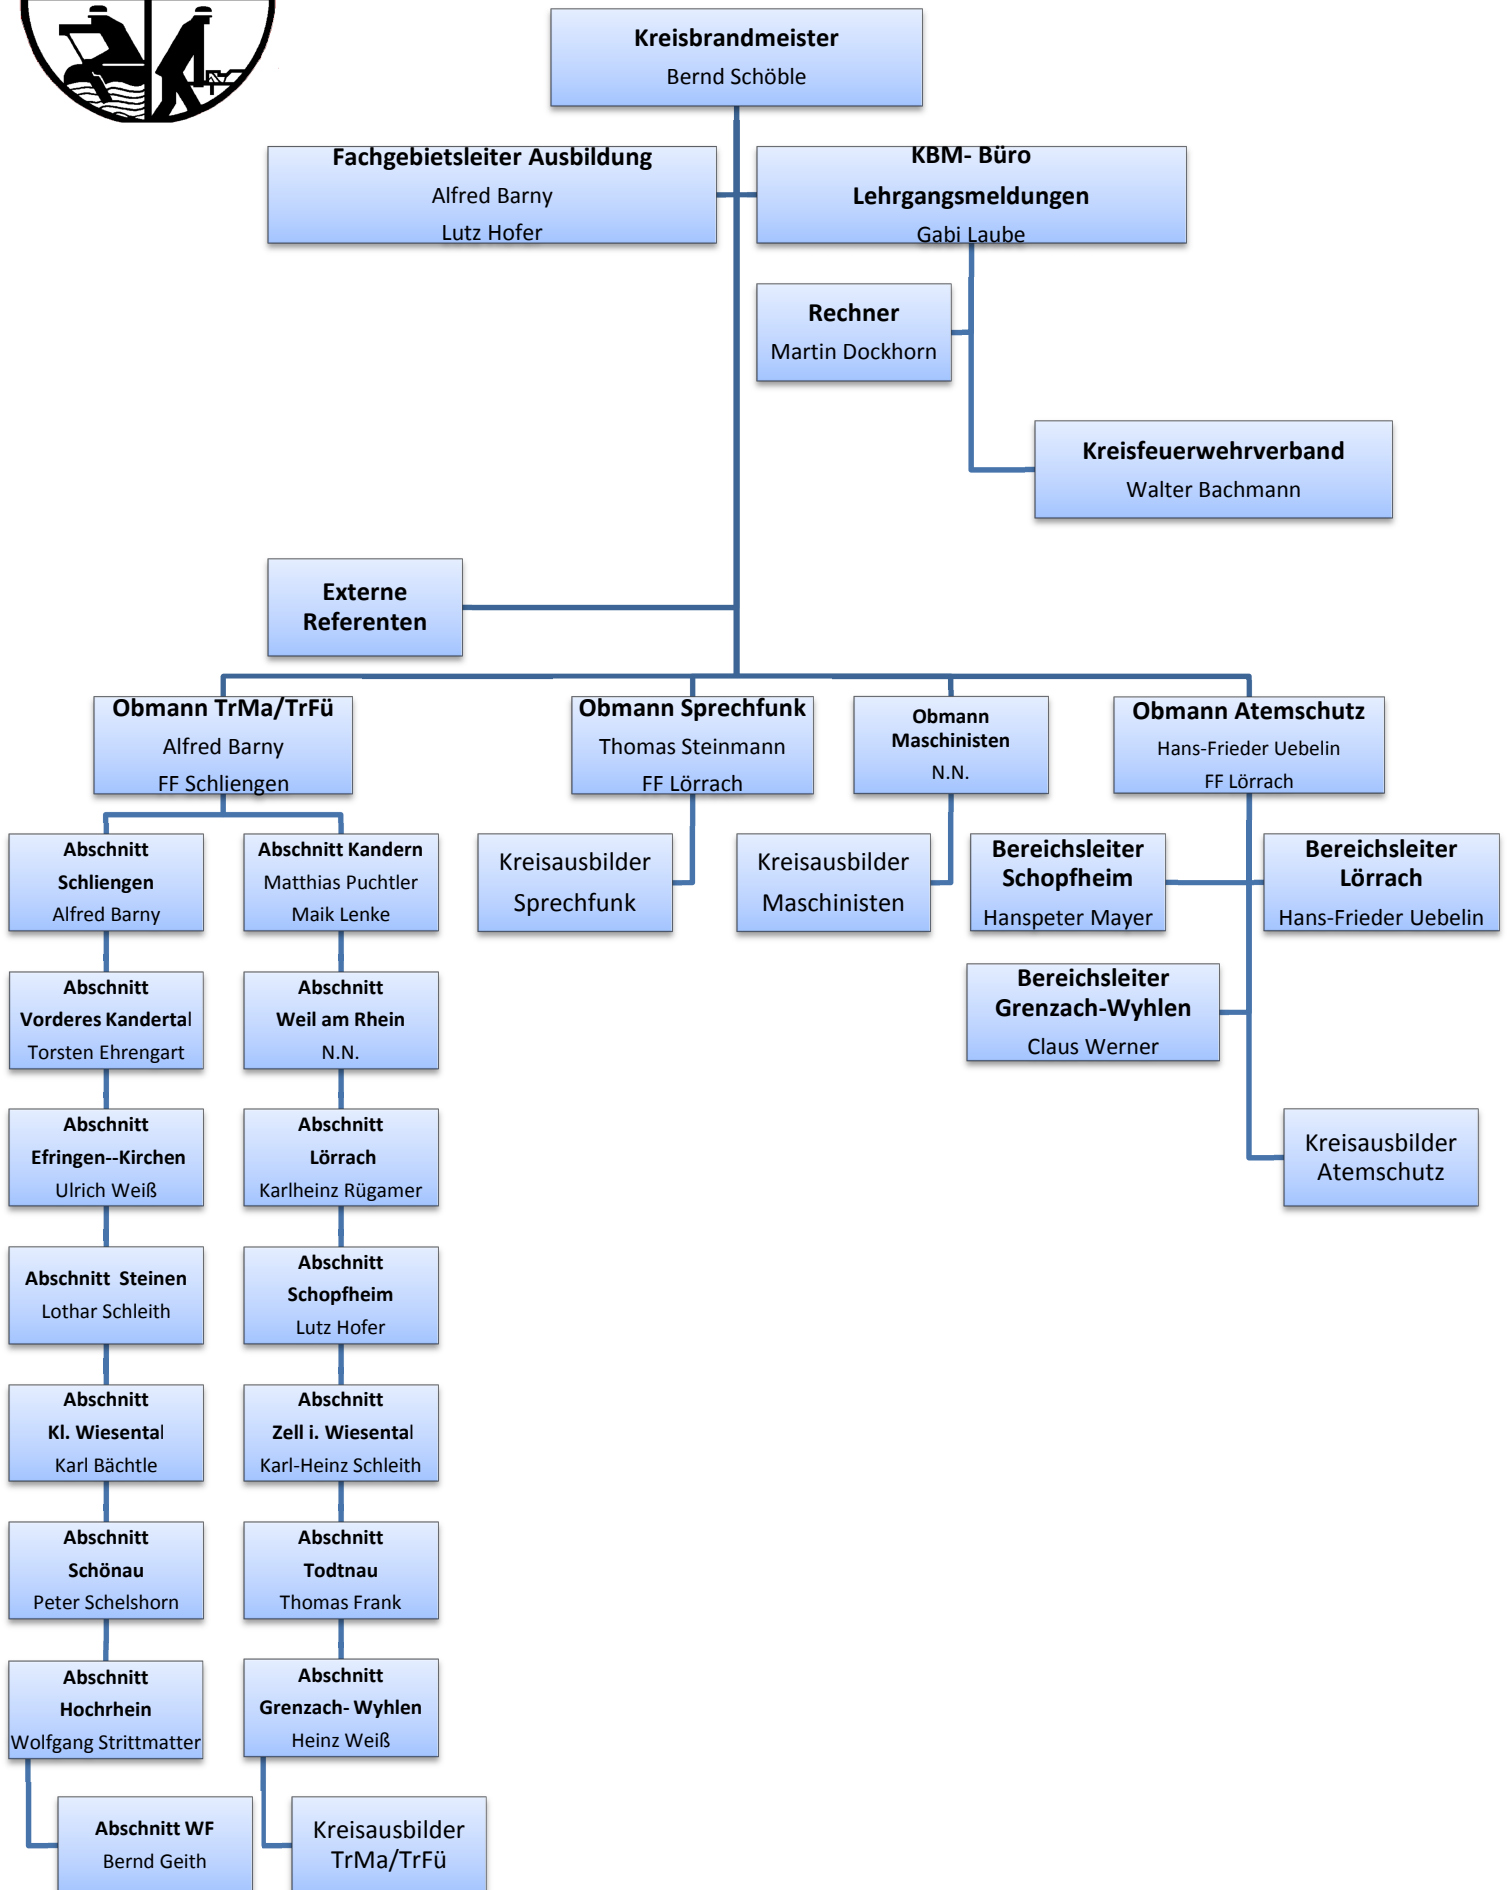 Kreisbrandmeister
Bernd Schöble
Fachgebietsleiter Ausbildung
Alfred Barny
Lutz Hofer
KBM- Büro
Lehrgangsmeldungen
Gabi Laube
Rechner
Martin Dockhorn
Kreisfeuerwehrverband
Walter Bachmann
Externe
Referenten
Obmann TrMa/TrFü
Alfred Barny
FF Schliengen
Obmann Sprechfunk
Thomas Steinmann
FF Lörrach
Obmann
Maschinisten
N.N.
Obmann Atemschutz
Hans-Frieder Uebelin
FF Lörrach
Abschnitt
Schliengen
Alfred Barny
Abschnitt Kandern
Matthias Puchtler
Maik Lenke
Kreisausbilder
Sprechfunk
Kreisausbilder
Maschinisten
Bereichsleiter
Schopfheim
Hanspeter Mayer
Bereichsleiter
Lörrach
Hans-Frieder Uebelin
Abschnitt
Vorderes Kandertal
Torsten Ehrengart
Abschnitt
Weil am Rhein
N.N.
Bereichsleiter
Grenzach-Wyhlen
Claus Werner
Abschnitt
Efringen--Kirchen
Ulrich Weiß
Abschnitt
Lörrach
Karlheinz Rügamer
Kreisausbilder
Atemschutz
Abschnitt  Steinen
Lothar Schleith
Abschnitt
Schopfheim
Lutz Hofer
Abschnitt
Kl. Wiesental
Karl Bächtle
Abschnitt
Zell i. Wiesental
Karl-Heinz Schleith
Abschnitt
Schönau
Peter Schelshorn
Abschnitt
Todtnau
Thomas Frank
Abschnitt
Hochrhein
Wolfgang Strittmatter
Abschnitt
Grenzach- Wyhlen
Heinz Weiß
Abschnitt WF
Bernd Geith
Kreisausbilder
TrMa/TrFü